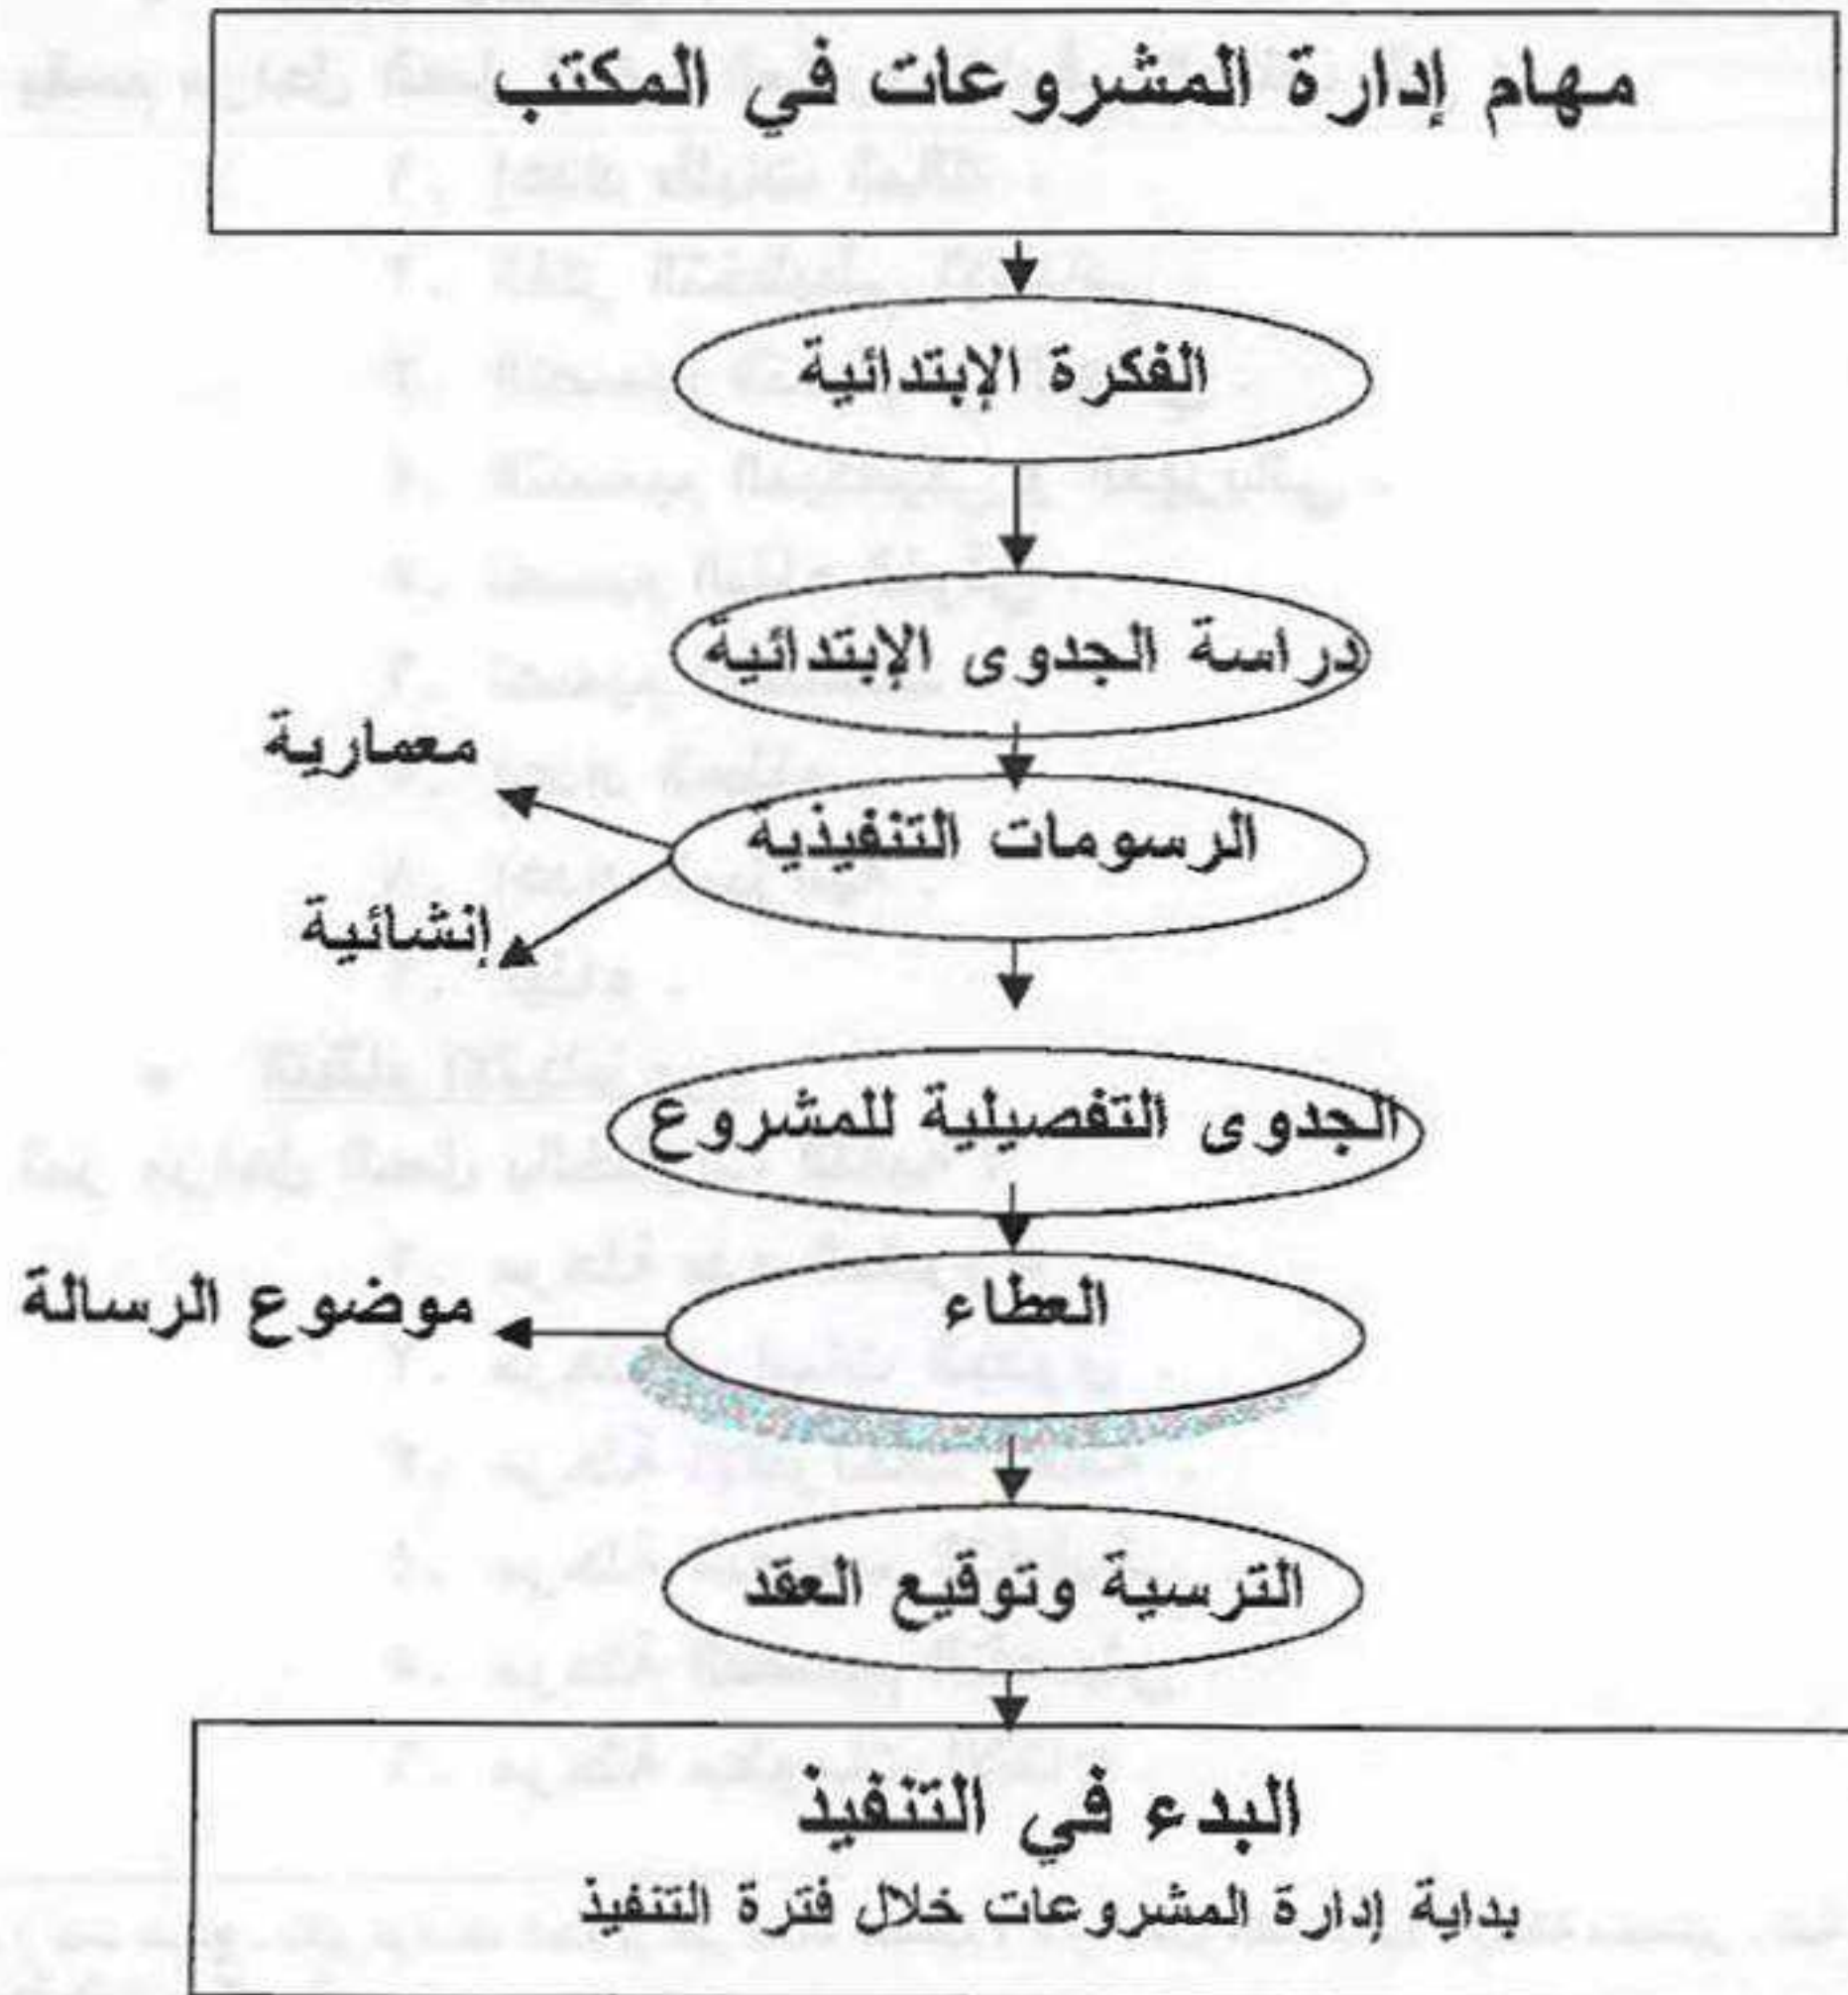 مهام إدارة المشروعات في المكتب
الفكرة الإبتدائية
دراسة الجدوى الإبتدائية
معمارية
الرسومات التنفيذية
إنشائية
الجدوى التفصيلية للمشروع
العطاء
موضوع الرسالة
الترسية وتوقيع العقد
البدء في التنفيذ
بداية إدارة المشروعات خلال فترة التنفيذ